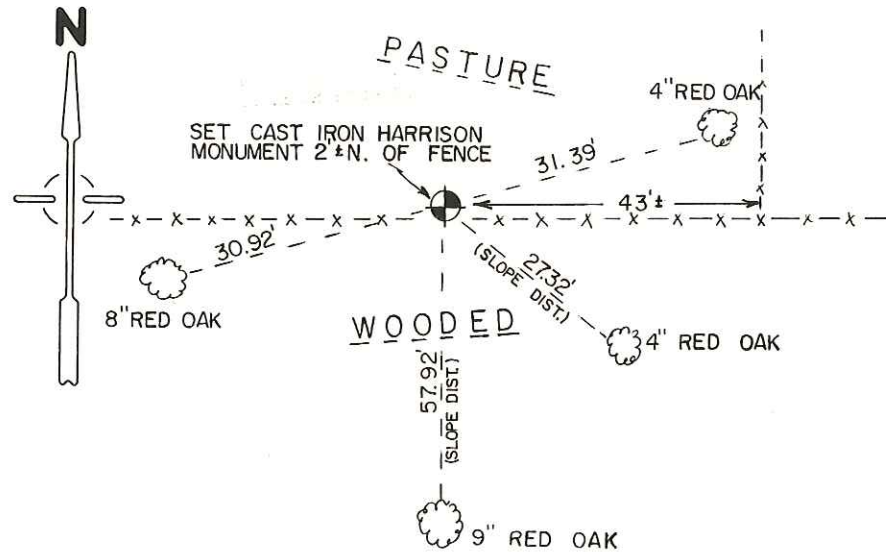 N
PASTURE
4" RED OAK
SET CAST IRON HARRISON
MONUMENT 2'± N. OF FENCE
31.39'
43'±
30.92'
27.32'
(SLOPE DIST.)
8" RED OAK
WOODED
4" RED OAK
57.92'
(SLOPE DIST.)
9" RED OAK